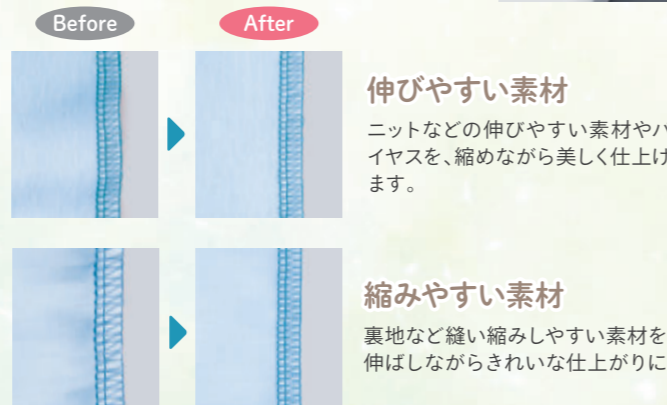 Before
After
伸びやすい素材
ニットなどの伸びやすい素材やバ
イヤスを、縮めながら美しく仕上げ
ます。
縮みやすい素材
裏地など縫い縮みしやすい素材を
伸ばしながらきれいな仕上がりに